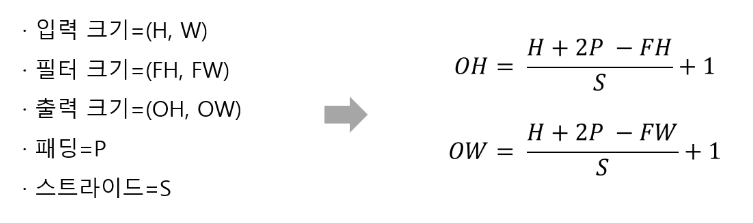 · 입력 크기=(H, W)
· 필터 크기=(FH, FW)
· 출력 크기=(OH, OW)
· 패딩=P
· 스트라이드=S
OH = (H + 2P − FH)/S + 1
OW = (H + 2P − FW)/S + 1